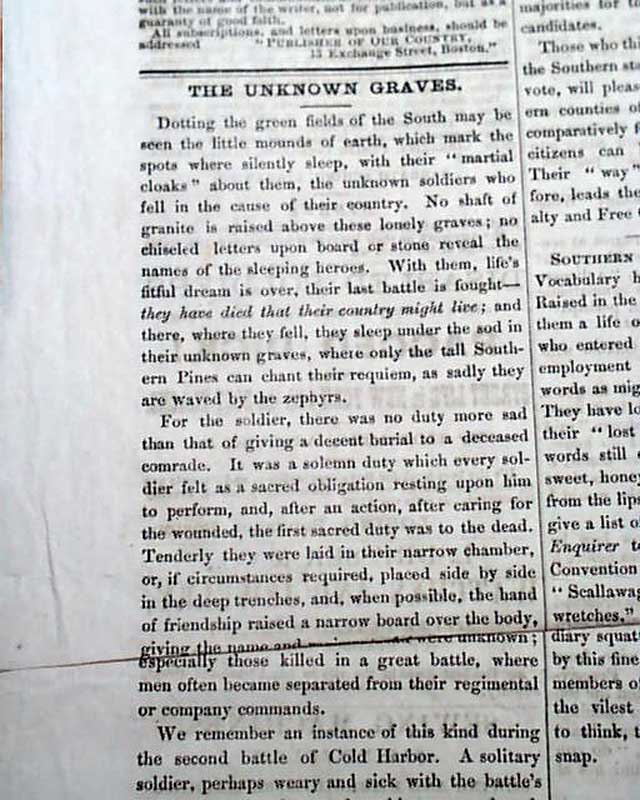 with the name of the writer, not for publication, but as a
guaranty of good faith.
All subscriptions, and letters upon business, should be
addressed "PUBLISHER OF OUR COUNTRY,
13 Exchange Street, Boston."
THE UNKNOWN GRAVES.
Dotting the green fields of the South may be
seen the little mounds of earth, which mark the
spots where silently sleep, with their "martial
cloaks" about them, the unknown soldiers who
fell in the cause of their country. No shaft of
granite is raised above these lonely graves; no
chiseled letters upon board or stone reveal the
names of the sleeping heroes. With them, life's
fitful dream is over, their last battle is fought—
they have died that their country might live; and
there, where they fell, they sleep under the sod in
their unknown graves, where only the tall South-
ern Pines can chant their requiem, as sadly they
are waved by the zephyrs.
For the soldier, there was no duty more sad
than that of giving a decent burial to a deceased
comrade. It was a solemn duty which every sol-
dier felt as a sacred obligation resting upon him
to perform, and, after an action, after caring for
the wounded, the first sacred duty was to the dead.
Tenderly they were laid in their narrow chamber,
or, if circumstances required, placed side by side
in the deep trenches, and, when possible, the hand
of friendship raised a narrow board over the body,
giving the name and were unknown;
especially those killed in a great battle, where
men often became separated from their regimental
or company commands.
We remember an instance of this kind during
the second battle of Cold Harbor. A solitary
soldier, perhaps weary and sick with the battle's
majorities for
candidates.
Those who
the Southern
vote, will
ern counties
comparatively
citizens can
Their "way"
fore, leads the
alty and Free
SOUTHERN
Vocabulary
Raised in the
them a life
who entered
employment
words as
They have
their "lost
words still
sweet,
from the
give a list
Enquirer
Convention
wretches,"
diary
by this fine
members
the vilest
to think,
snap.